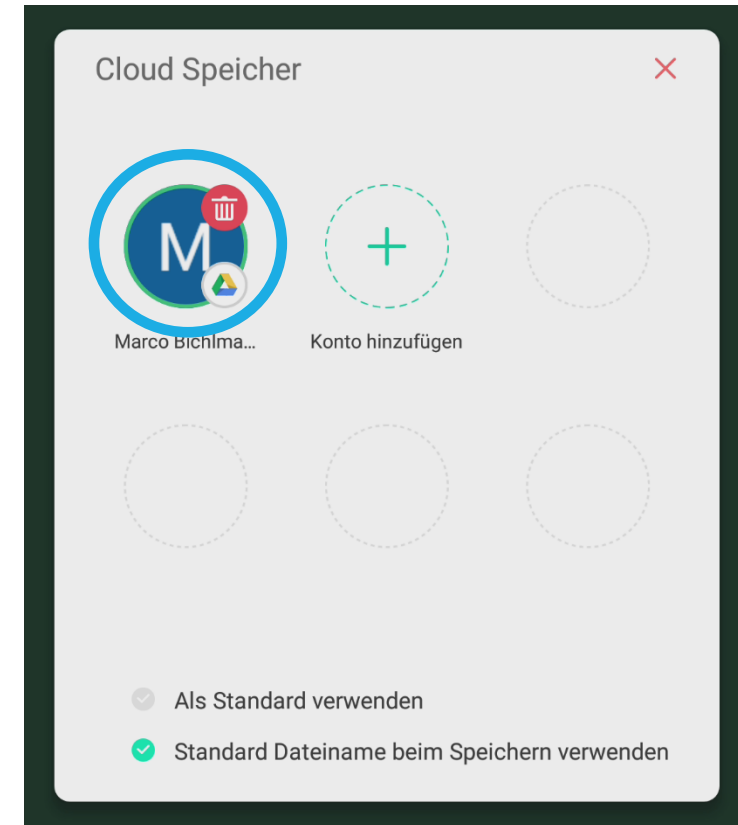 Cloud Speicher
M
Marco Bichlma...
Konto hinzufügen
Als Standard verwenden
Standard Dateiname beim Speichern verwenden